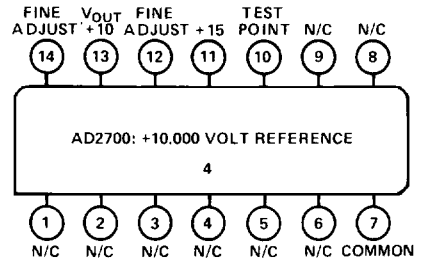 FINE VOUT FINE TEST
ADJUST +10 ADJUST +15 POINT N/C N/C
14 13 12 11 10 9 8
AD2700: +10.000 VOLT REFERENCE
4
1 2 3 4 5 6 7
N/C N/C N/C N/C N/C N/C COMMON